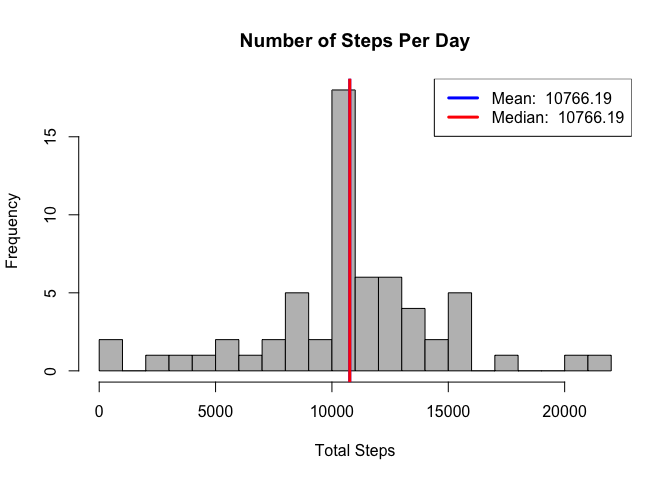 Number of Steps Per Day
Mean:  10766.19
Median:  10766.19
Frequency
15
10
5
0
0 5000 10000 15000 20000
Total Steps